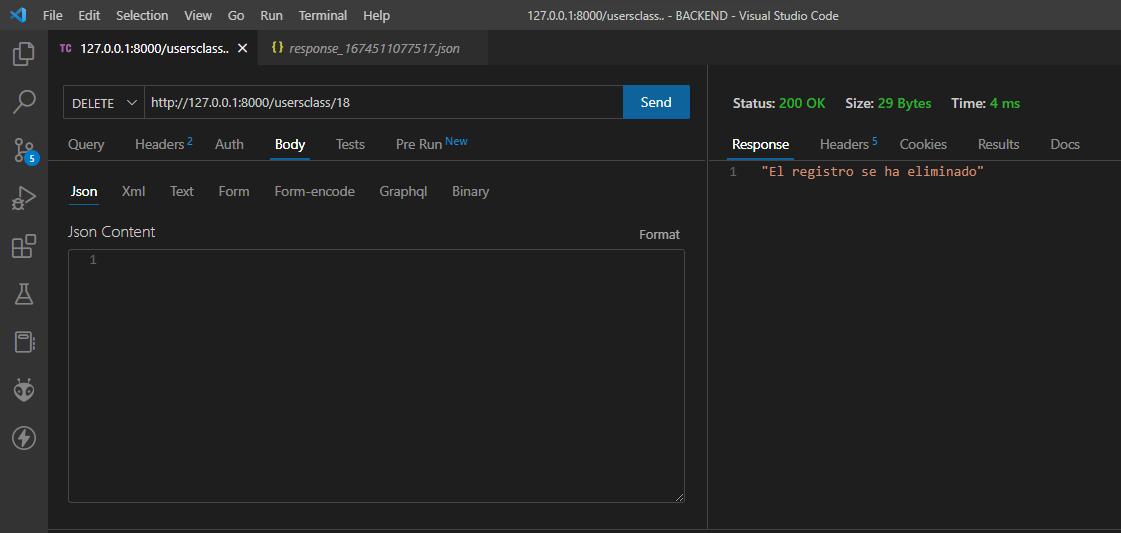 File Edit Selection View Go Run Terminal Help 127.0.0.1:8000/usersclass.. - BACKEND - Visual Studio Code
TC 127.0.0.1:8000/usersclass.. {} response_1674511077517.json
DELETE http://127.0.0.1:8000/usersclass/18 Send
Status: 200 OK Size: 29 Bytes Time: 4 ms
Query Headers 2 Auth Body Tests Pre Run New
Response Headers 5 Cookies Results Docs
1 "El registro se ha eliminado"
5
Json Xml Text Form Form-encode Graphql Binary
Json Content Format
1